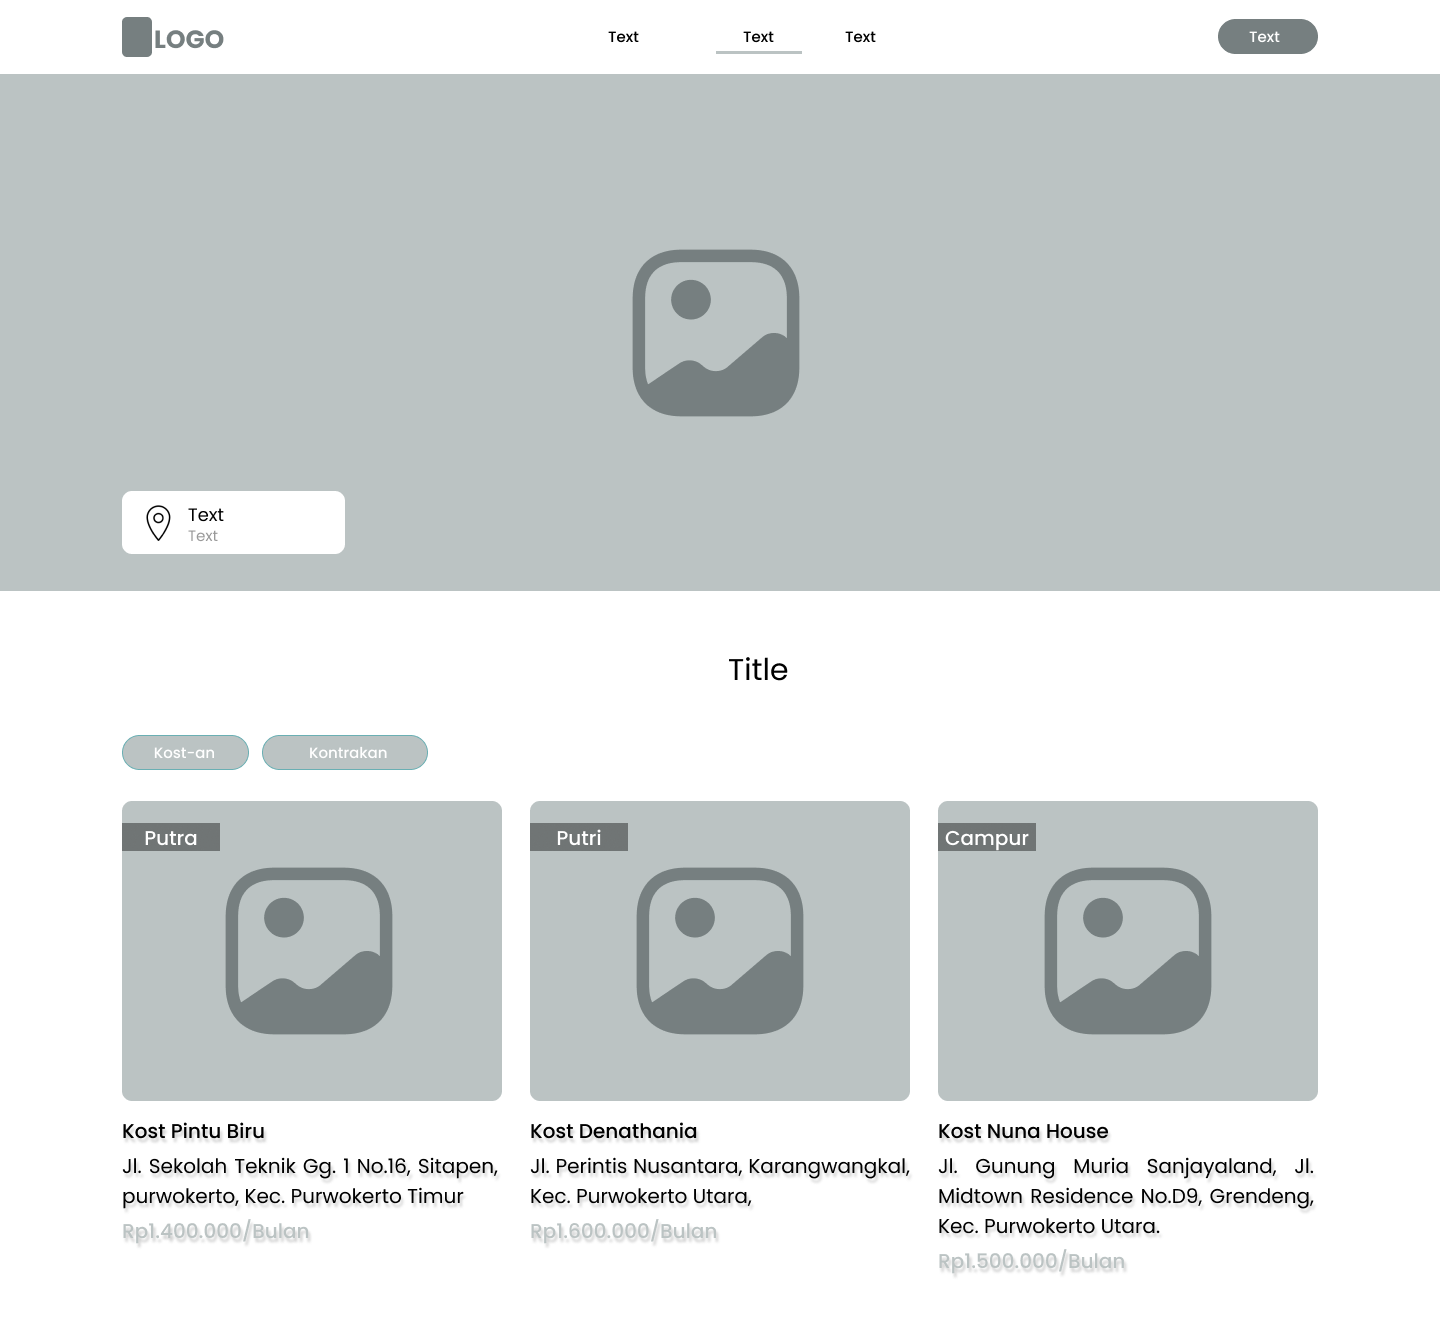 LOGO
Text
Text
Text
Text
Text
Text
Title
Kost-an
Kontrakan
Putra
Putri
Campur
Kost Pintu Biru
Jl. Sekolah Teknik Gg. 1 No.16, Sitapen,
purwokerto, Kec. Purwokerto Timur
Rp1.400.000/Bulan
Kost Denathania
Jl. Perintis Nusantara, Karangwangkal,
Kec. Purwokerto Utara,
Rp1.600.000/Bulan
Kost Nuna House
Jl. Gunung Muria Sanjayaland, Jl.
Midtown Residence No.D9, Grendeng,
Kec. Purwokerto Utara.
Rp1.500.000/Bulan